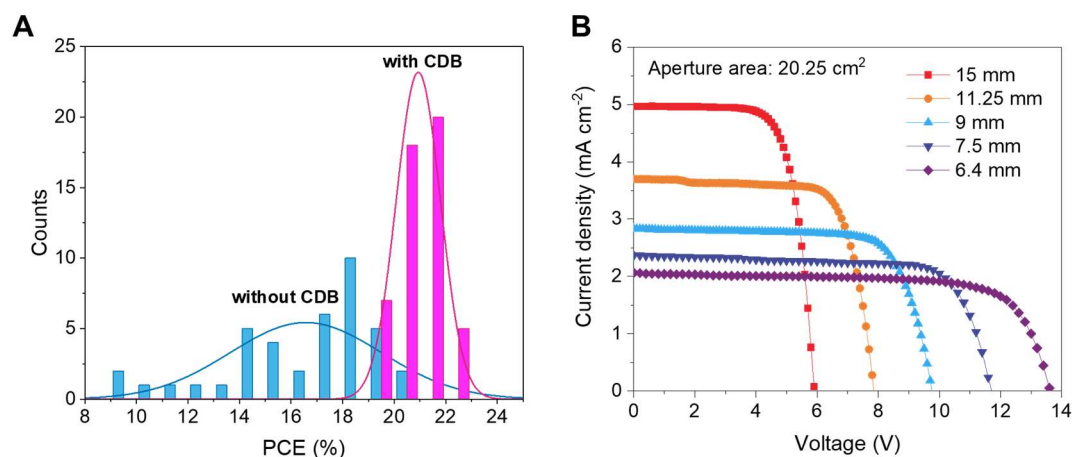 A
25
20
15
10
5
0
Counts
with CDB
without CDB
8 10 12 14 16 18 20 22 24
PCE (%)
B
6
5
4
3
2
1
0
Current density (mA cm⁻²)
Aperture area: 20.25 cm²
15 mm
11.25 mm
9 mm
7.5 mm
6.4 mm
0 2 4 6 8 10 12 14
Voltage (V)